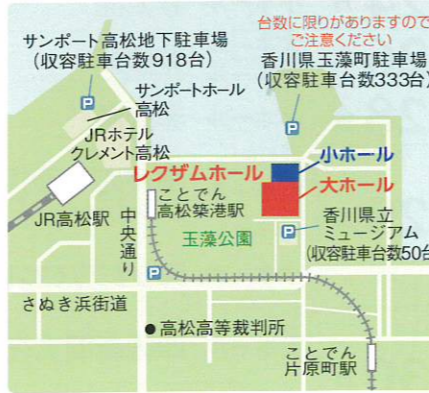 台数に限りがありますので
ご注意ください
サンポート高松地下駐車場
(収容駐車台数918台)
香川県玉藻町駐車場
(収容駐車台数333台)
P
P
サンポートホール
高松
JRホテル
クレメント高松
レクザムホール
小ホール
大ホール
ことでん
高松築港駅
JR高松駅
中央通り
玉藻公園
P
香川県立
ミュージアム
(収容駐車台数50台
P
さぬき浜街道
高松高等裁判所
ことでん
片原町駅